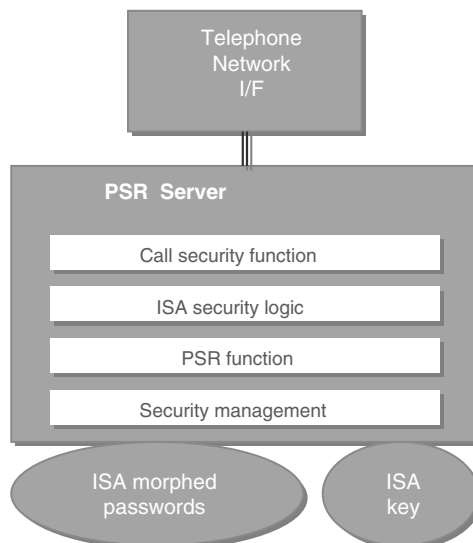 Telephone
Network
I/F
PSR Server
Call security function
ISA security logic
PSR function
Security management
ISA morphed
passwords
ISA
key